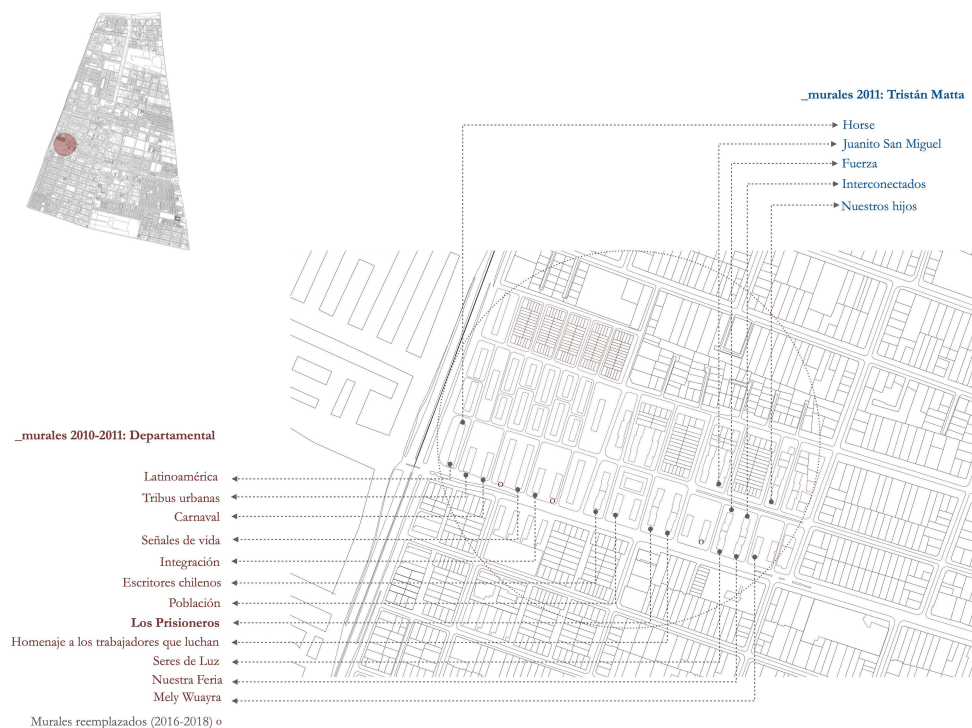 _murales 2011: Tristán Matta
Horse
Juanito San Miguel
Fuerza
Interconectados
Nuestros hijos
_murales 2010-2011: Departamental
Latinoamérica
Tribus urbanas
Carnaval
Señales de vida
Integración
Escritores chilenos
Población
Los Prisioneros
Homenaje a los trabajadores que luchan
Seres de Luz
Nuestra Feria
Mely Wuayra
Murales reemplazados (2016-2018) o